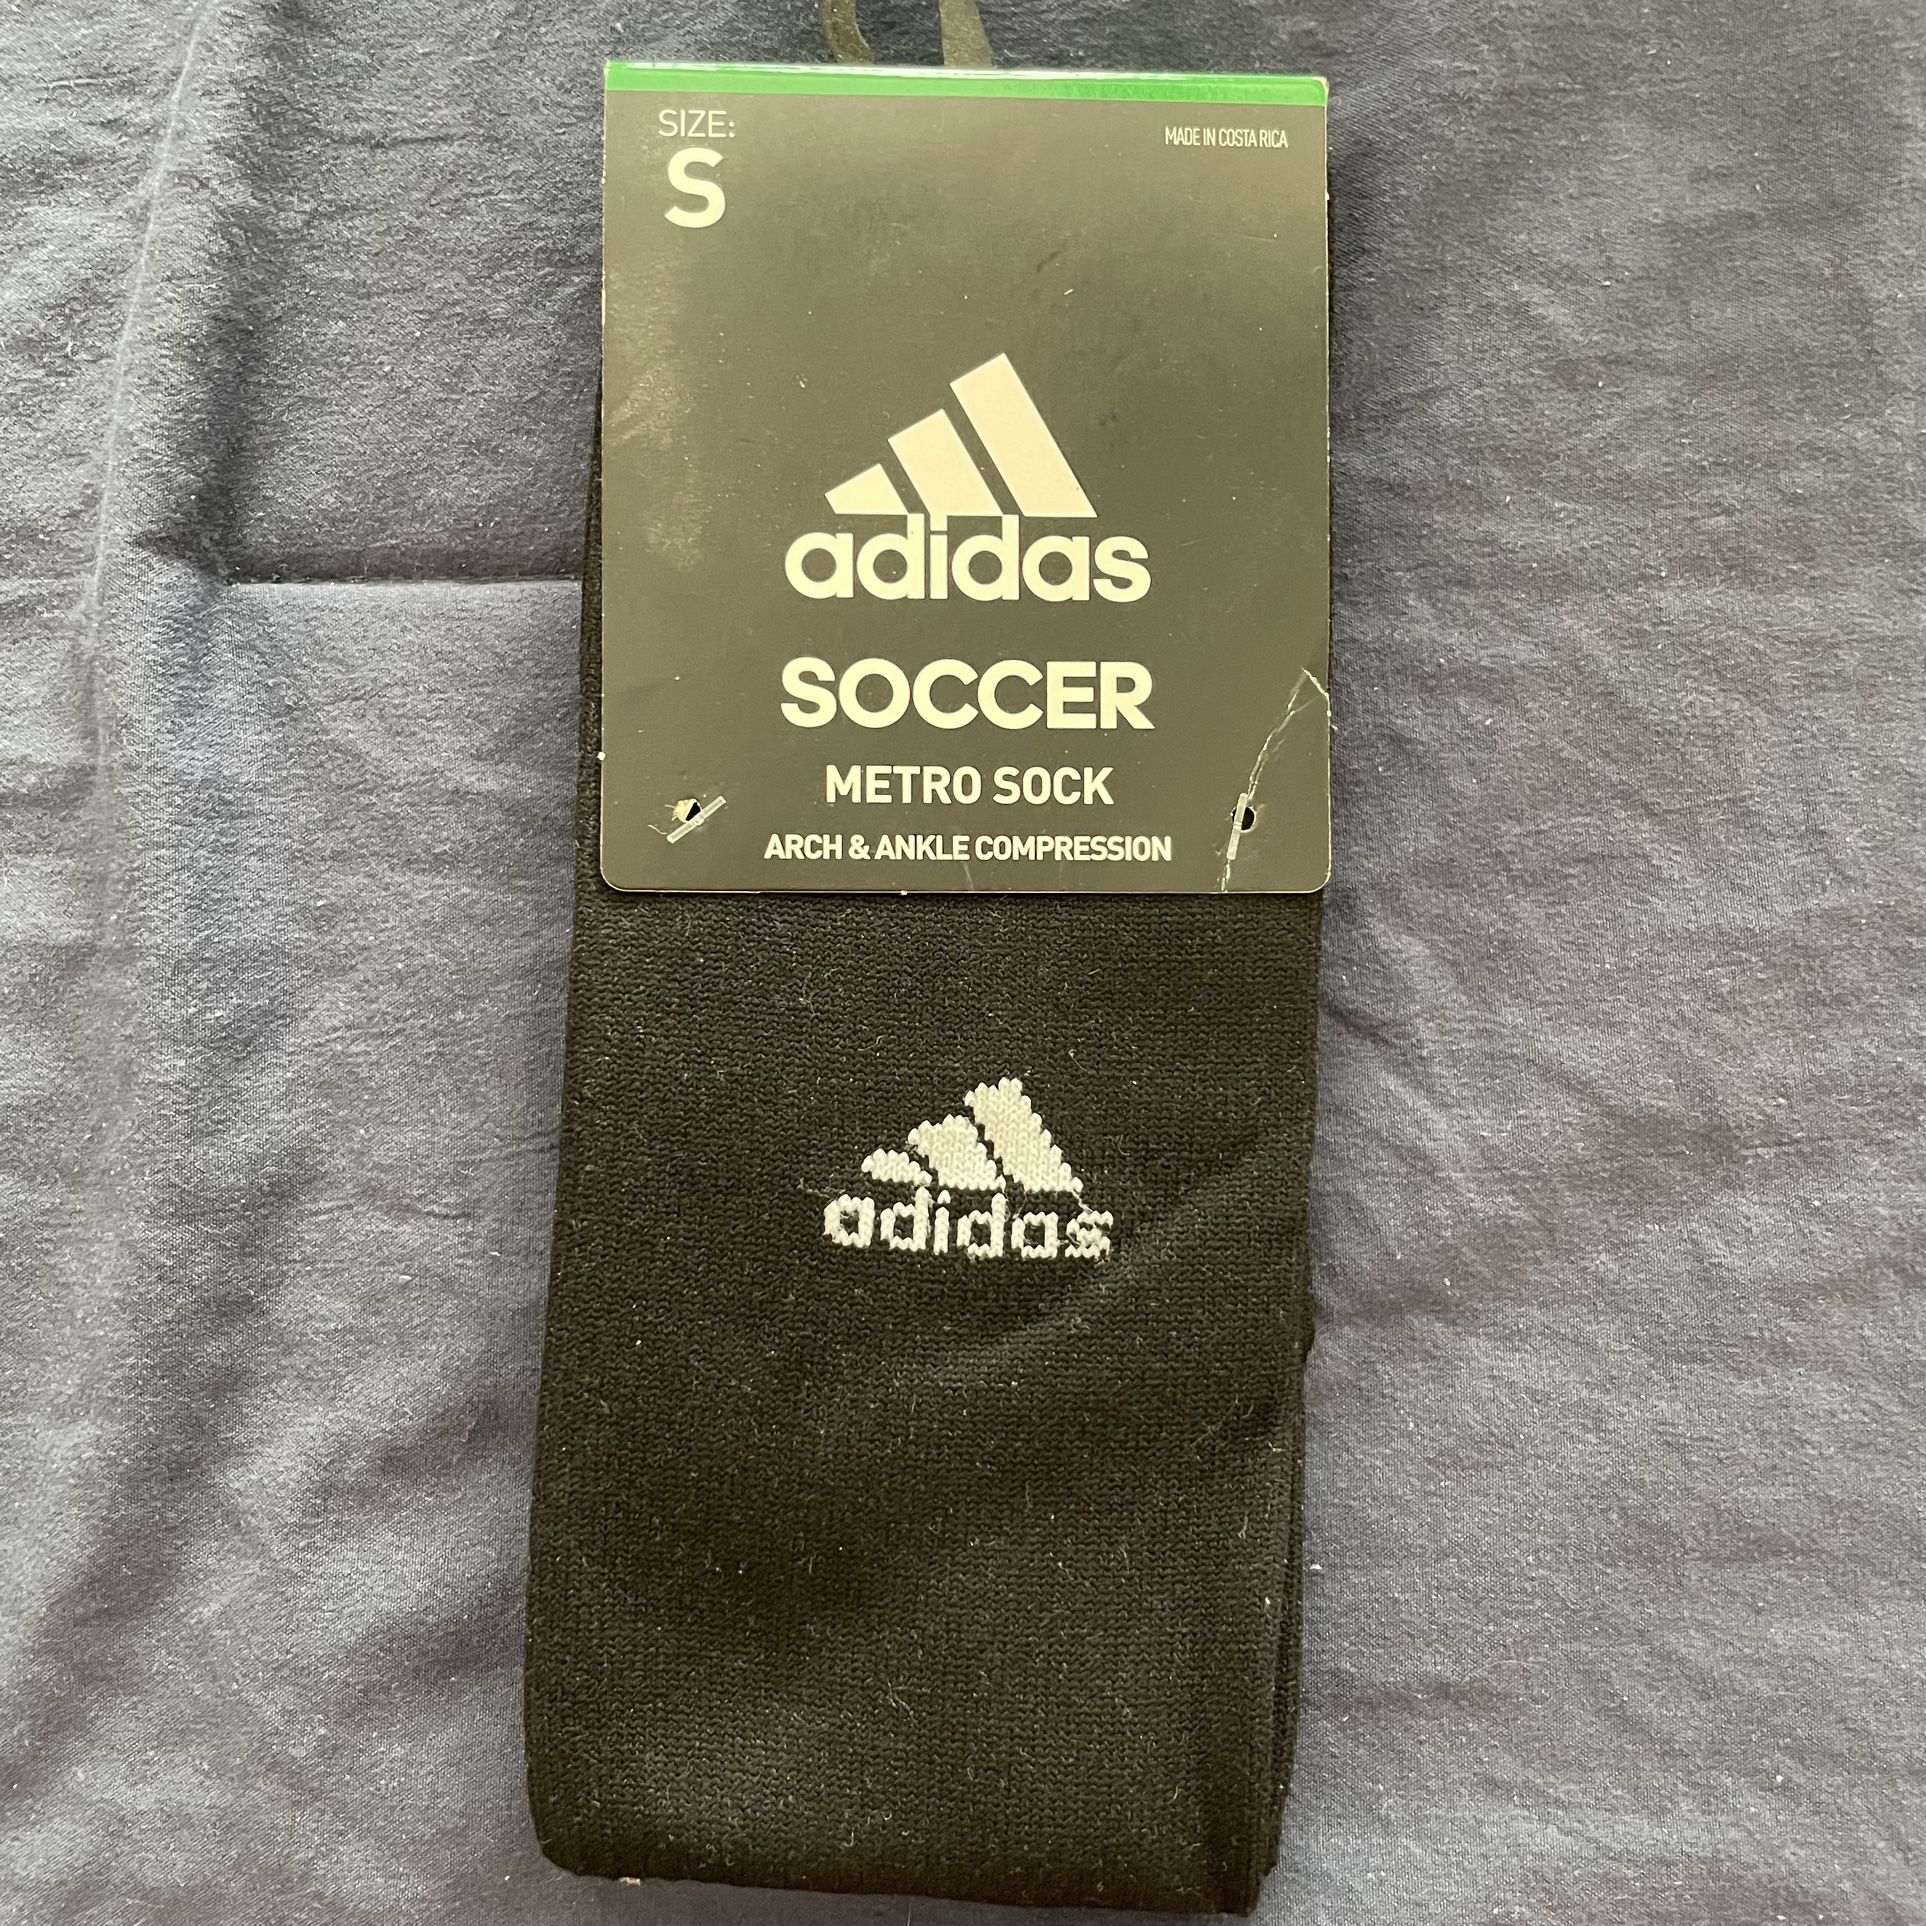 SIZE:
S
MADE IN COSTA RICA
adidas
SOCCER
METRO SOCK
ARCH & ANKLE COMPRESSION
adidas